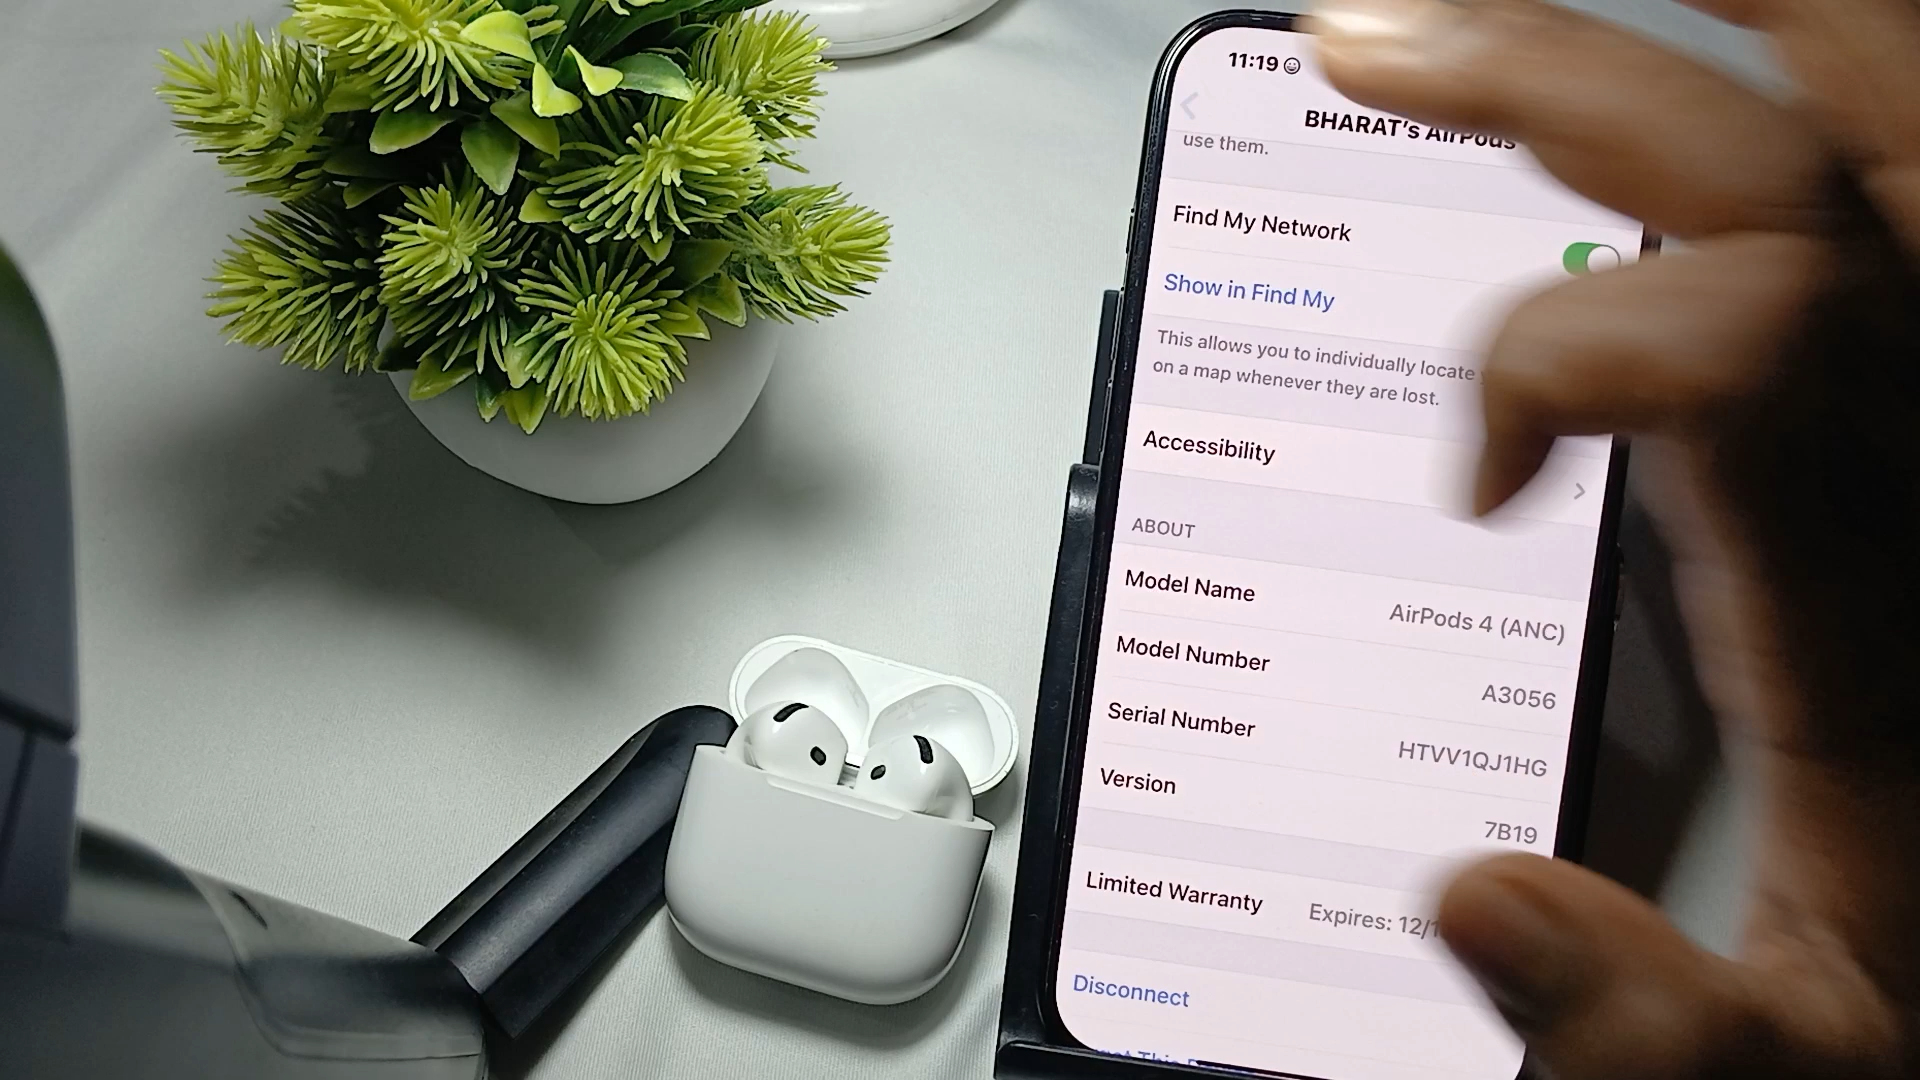 11:19
BHARAT's AirPods
use them.
Find My Network
Show in Find My
This allows you to individually locate
on a map whenever they are lost.
Accessibility
ABOUT
Model Name
AirPods 4 (ANC)
Model Number
A3056
Serial Number
HTVV1QJ1HG
Version
7B19
Limited Warranty
Expires: 12/1
Disconnect